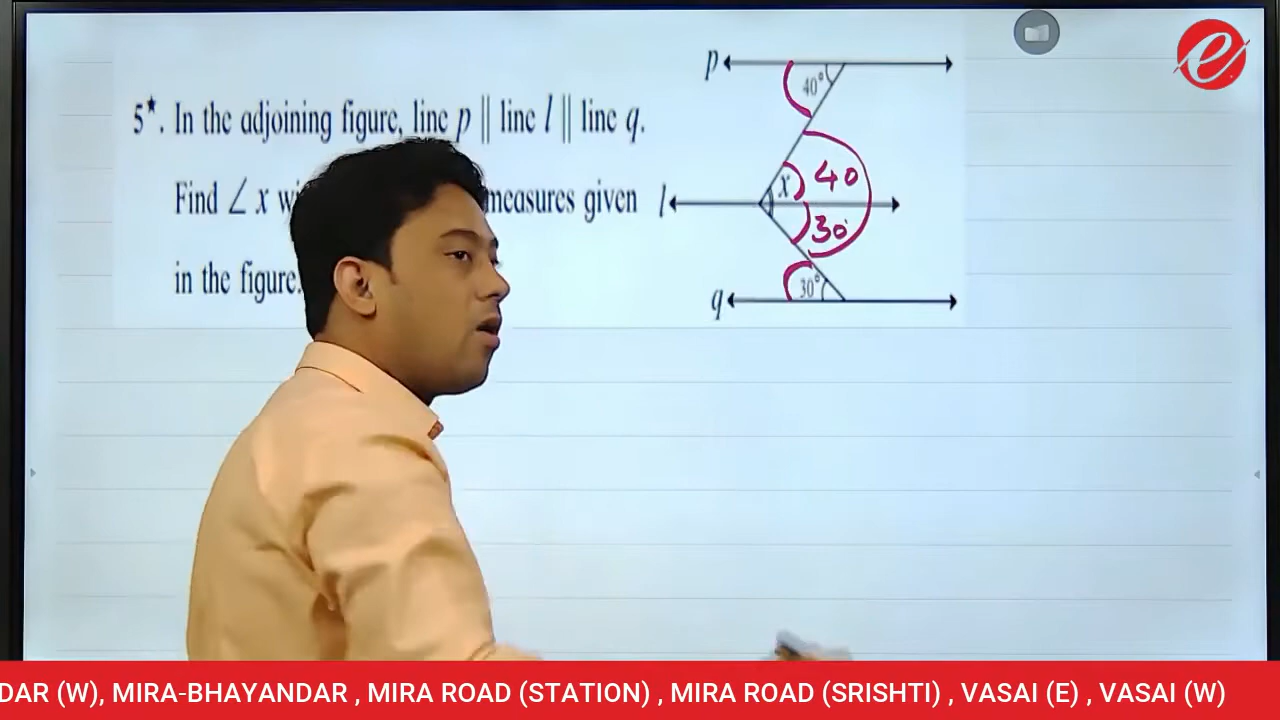 5*. In the adjoining figure, line p || line l || line q.
Find ∠ x measures given
in the figure.
p
40°
x 40
l
30°
30°
q
e
DAR (W), MIRA-BHAYANDAR , MIRA ROAD (STATION) , MIRA ROAD (SRISHTI) , VASAI (E) , VASAI (W)